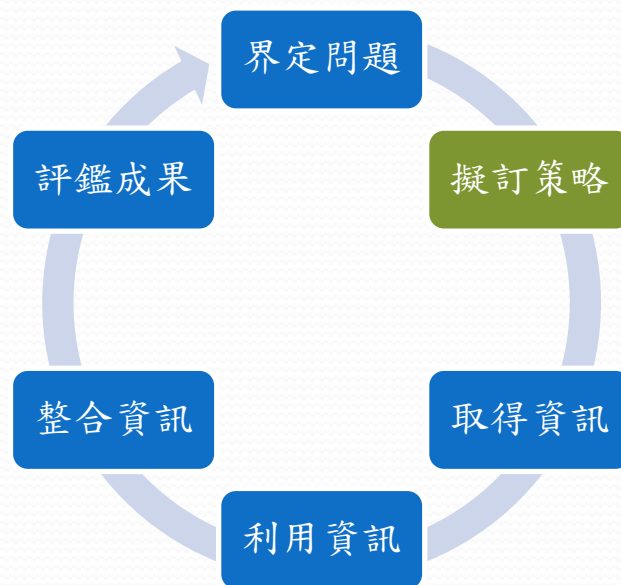 界定問題
擬訂策略
取得資訊
利用資訊
整合資訊
評鑑成果